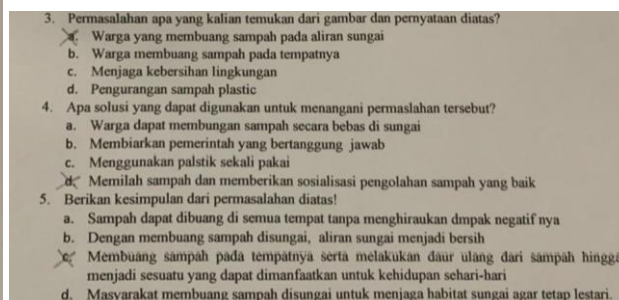 3. Permasalahan apa yang kalian temukan dari gambar dan pernyataan diatas?
a. Warga yang membuang sampah pada aliran sungai
b. Warga membuang sampah pada tempatnya
c. Menjaga kebersihan lingkungan
d. Pengurangan sampah plastic
4. Apa solusi yang dapat digunakan untuk menangani permaslahan tersebut?
a. Warga dapat membungan sampah secara bebas di sungai
b. Membiarkan pemerintah yang bertanggung jawab
c. Menggunakan palstik sekali pakai
d. Memilah sampah dan memberikan sosialisasi pengolahan sampah yang baik
5. Berikan kesimpulan dari permasalahan diatas!
a. Sampah dapat dibuang di semua tempat tanpa menghiraukan dmpak negatif nya
b. Dengan membuang sampah disungai, aliran sungai menjadi bersih
c. Membuang sampah pada tempatnya serta melakukan daur ulang dari sampah hingga
menjadi sesuatu yang dapat dimanfaatkan untuk kehidupan sehari-hari
d. Masyarakat membuang sampah disungai untuk menjaga habitat sungai agar tetap lestari.